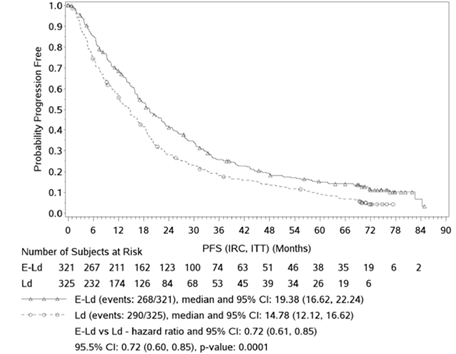 Probability Progression Free
1.0
0.9
0.8
0.7
0.6
0.5
0.4
0.3
0.2
0.1
0.0
0 6 12 18 24 30 36 42 48 54 60 66 72 78 84 90
PFS (IRC, ITT) (Months)
Number of Subjects at Risk
E-Ld 321 267 211 162 123 100 74 63 51 46 38 35 19 6 2
Ld 325 232 174 126 84 68 53 45 39 34 26 19 6
E-Ld (events: 268/321), median and 95% CI: 19.38 (16.62, 22.24)
Ld (events: 290/325), median and 95% CI: 14.78 (12.12, 16.62)
E-Ld vs Ld - hazard ratio and 95% CI: 0.72 (0.61, 0.85)
95.5% CI: 0.72 (0.60, 0.85), p-value: 0.0001